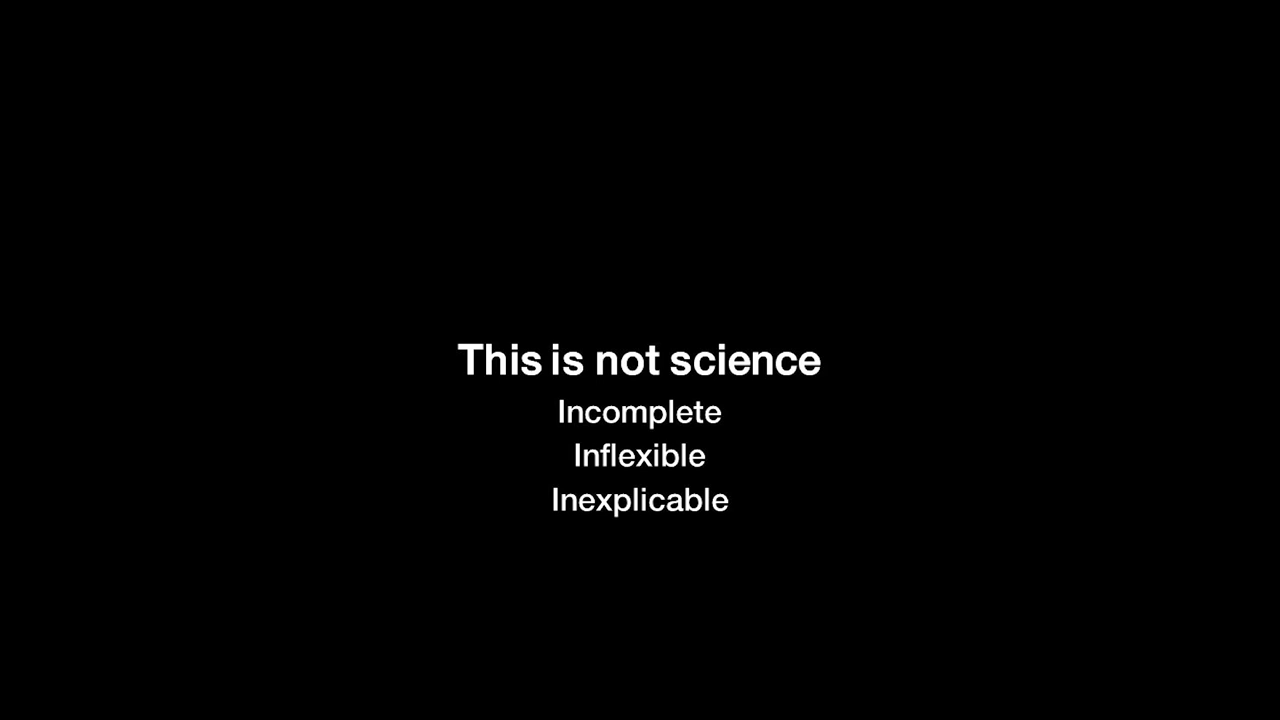 This is not science
Incomplete
Inflexible
Inexplicable